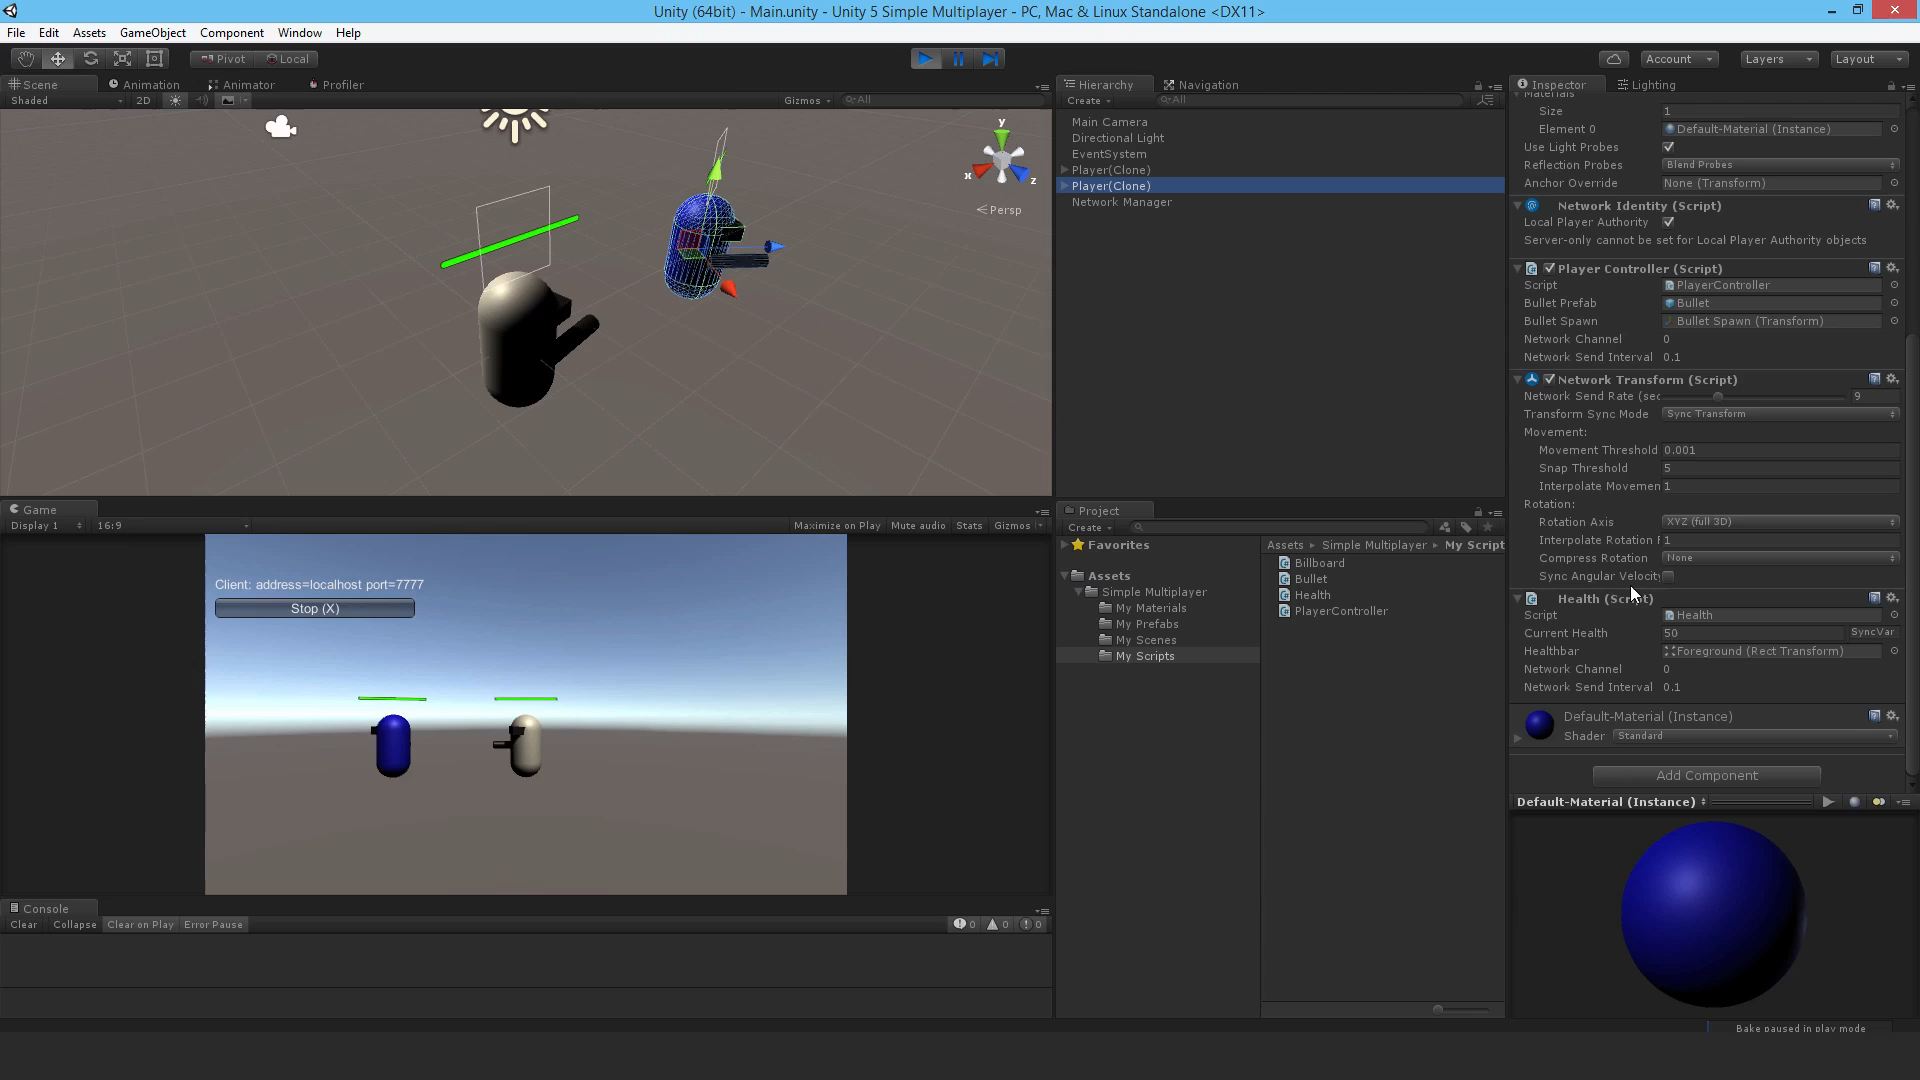 Unity (64bit) - Main.unity - Unity 5 Simple Multiplayer - PC, Mac & Linux Standalone <DX11>
File Edit Assets GameObject Component Window Help
Pivot Local
Account Layers Layout
Scene Animation Animator Profiler
Shaded 2D Gizmos All
y
x
z
Persp
Game
Display 1 16:9 Maximize on Play Mute audio Stats Gizmos
Client: address=localhost port=7777
Stop (X)
Console
Clear Collapse Clear on Play Error Pause 0 0 0
Hierarchy Navigation
Create All
Main Camera
Directional Light
EventSystem
Player(Clone)
Player(Clone)
Network Manager
Project
Create
Favorites
Assets
Simple Multiplayer
My Materials
My Prefabs
My Scenes
My Scripts
Assets Simple Multiplayer My Script
Billboard
Bullet
Health
PlayerController
Inspector Lighting
Materials
Size 1
Element 0 Default-Material (Instance)
Use Light Probes
Reflection Probes Blend Probes
Anchor Override None (Transform)
Network Identity (Script)
Local Player Authority
Server-only cannot be set for Local Player Authority objects
Player Controller (Script)
Script PlayerController
Bullet Prefab Bullet
Bullet Spawn Bullet Spawn (Transform)
Network Channel 0
Network Send Interval 0.1
Network Transform (Script)
Network Send Rate (sec 9
Transform Sync Mode Sync Transform
Movement:
Movement Threshold 0.001
Snap Threshold 5
Interpolate Movemen 1
Rotation:
Rotation Axis XYZ (full 3D)
Interpolate Rotation F 1
Compress Rotation None
Sync Angular Velocity
Health (Script)
Script Health
Current Health 50 SyncVar
Healthbar Foreground (Rect Transform)
Network Channel 0
Network Send Interval 0.1
Default-Material (Instance)
Shader Standard
Add Component
Default-Material (Instance)
Bake paused in play mode